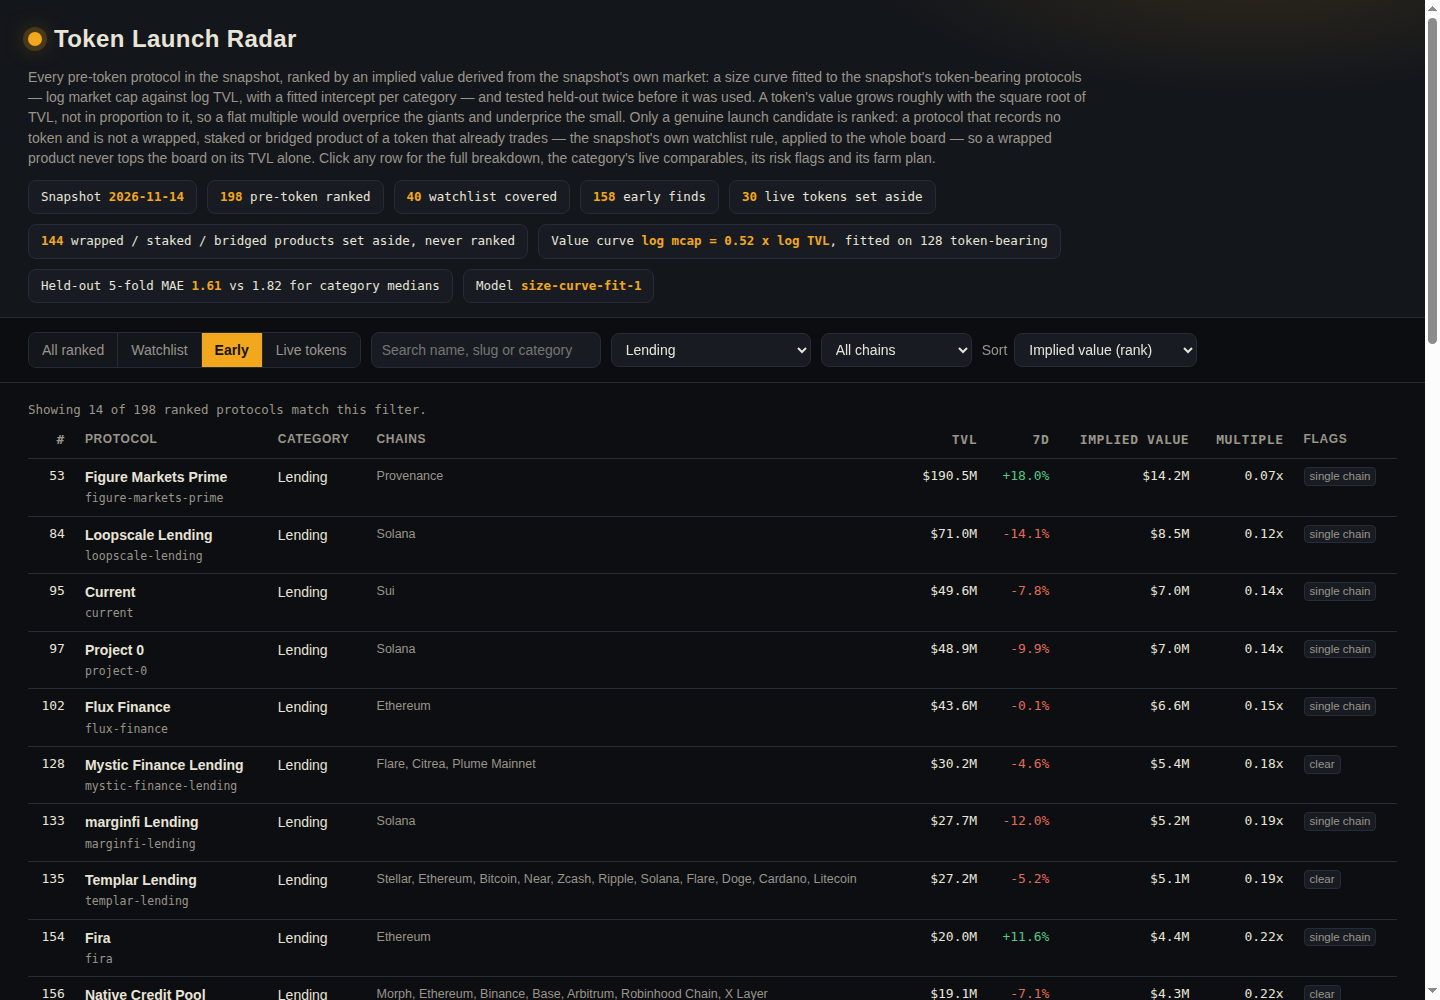 Token Launch Radar
Every pre-token protocol in the snapshot, ranked by an implied value derived from the snapshot's own market: a size curve fitted to the snapshot's token-bearing protocols
— log market cap against log TVL, with a fitted intercept per category — and tested held-out twice before it was used. A token's value grows roughly with the square root of
TVL, not in proportion to it, so a flat multiple would overprice the giants and underprice the small. Only a genuine launch candidate is ranked: a protocol that records no
token and is not a wrapped, staked or bridged product of a token that already trades — the snapshot's own watchlist rule, applied to the whole board — so a wrapped
product never tops the board on its TVL alone. Click any row for the full breakdown, the category's live comparables, its risk flags and its farm plan.
Snapshot 2026-11-14 198 pre-token ranked 40 watchlist covered 158 early finds 30 live tokens set aside
144 wrapped / staked / bridged products set aside, never ranked Value curve log mcap = 0.52 x log TVL, fitted on 128 token-bearing
Held-out 5-fold MAE 1.61 vs 1.82 for category medians Model size-curve-fit-1
All ranked Watchlist Early Live tokens Search name, slug or category Lending All chains Sort Implied value (rank)
Showing 14 of 198 ranked protocols match this filter.
# PROTOCOL CATEGORY CHAINS TVL 7D IMPLIED VALUE MULTIPLE FLAGS
53 Figure Markets Prime Lending Provenance $190.5M +18.0% $14.2M 0.07x single chain
figure-markets-prime
84 Loopscale Lending Lending Solana $71.0M -14.1% $8.5M 0.12x single chain
loopscale-lending
95 Current Lending Sui $49.6M -7.8% $7.0M 0.14x single chain
current
97 Project 0 Lending Solana $48.9M -9.9% $7.0M 0.14x single chain
project-0
102 Flux Finance Lending Ethereum $43.6M -0.1% $6.6M 0.15x single chain
flux-finance
128 Mystic Finance Lending Lending Flare, Citrea, Plume Mainnet $30.2M -4.6% $5.4M 0.18x clear
mystic-finance-lending
133 marginfi Lending Lending Solana $27.7M -12.0% $5.2M 0.19x single chain
marginfi-lending
135 Templar Lending Lending Stellar, Ethereum, Bitcoin, Near, Zcash, Ripple, Solana, Flare, Doge, Cardano, Litecoin $27.2M -5.2% $5.1M 0.19x clear
templar-lending
154 Fira Lending Ethereum $20.0M +11.6% $4.4M 0.22x single chain
fira
156 Native Credit Pool Lending Morph, Ethereum, Binance, Base, Arbitrum, Robinhood Chain, X Layer $19.1M -7.1% $4.3M 0.22x clear